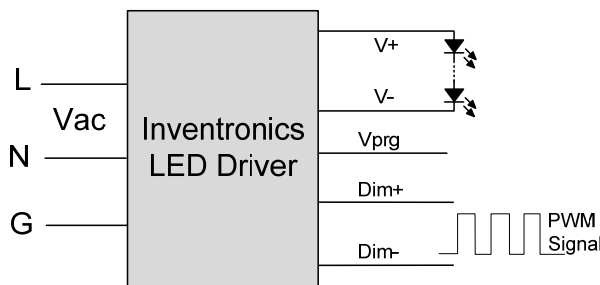 L
Vac
N
G
Inventronics
LED Driver
V+
V-
Vprg
Dim+
Dim-
PWM
Signal